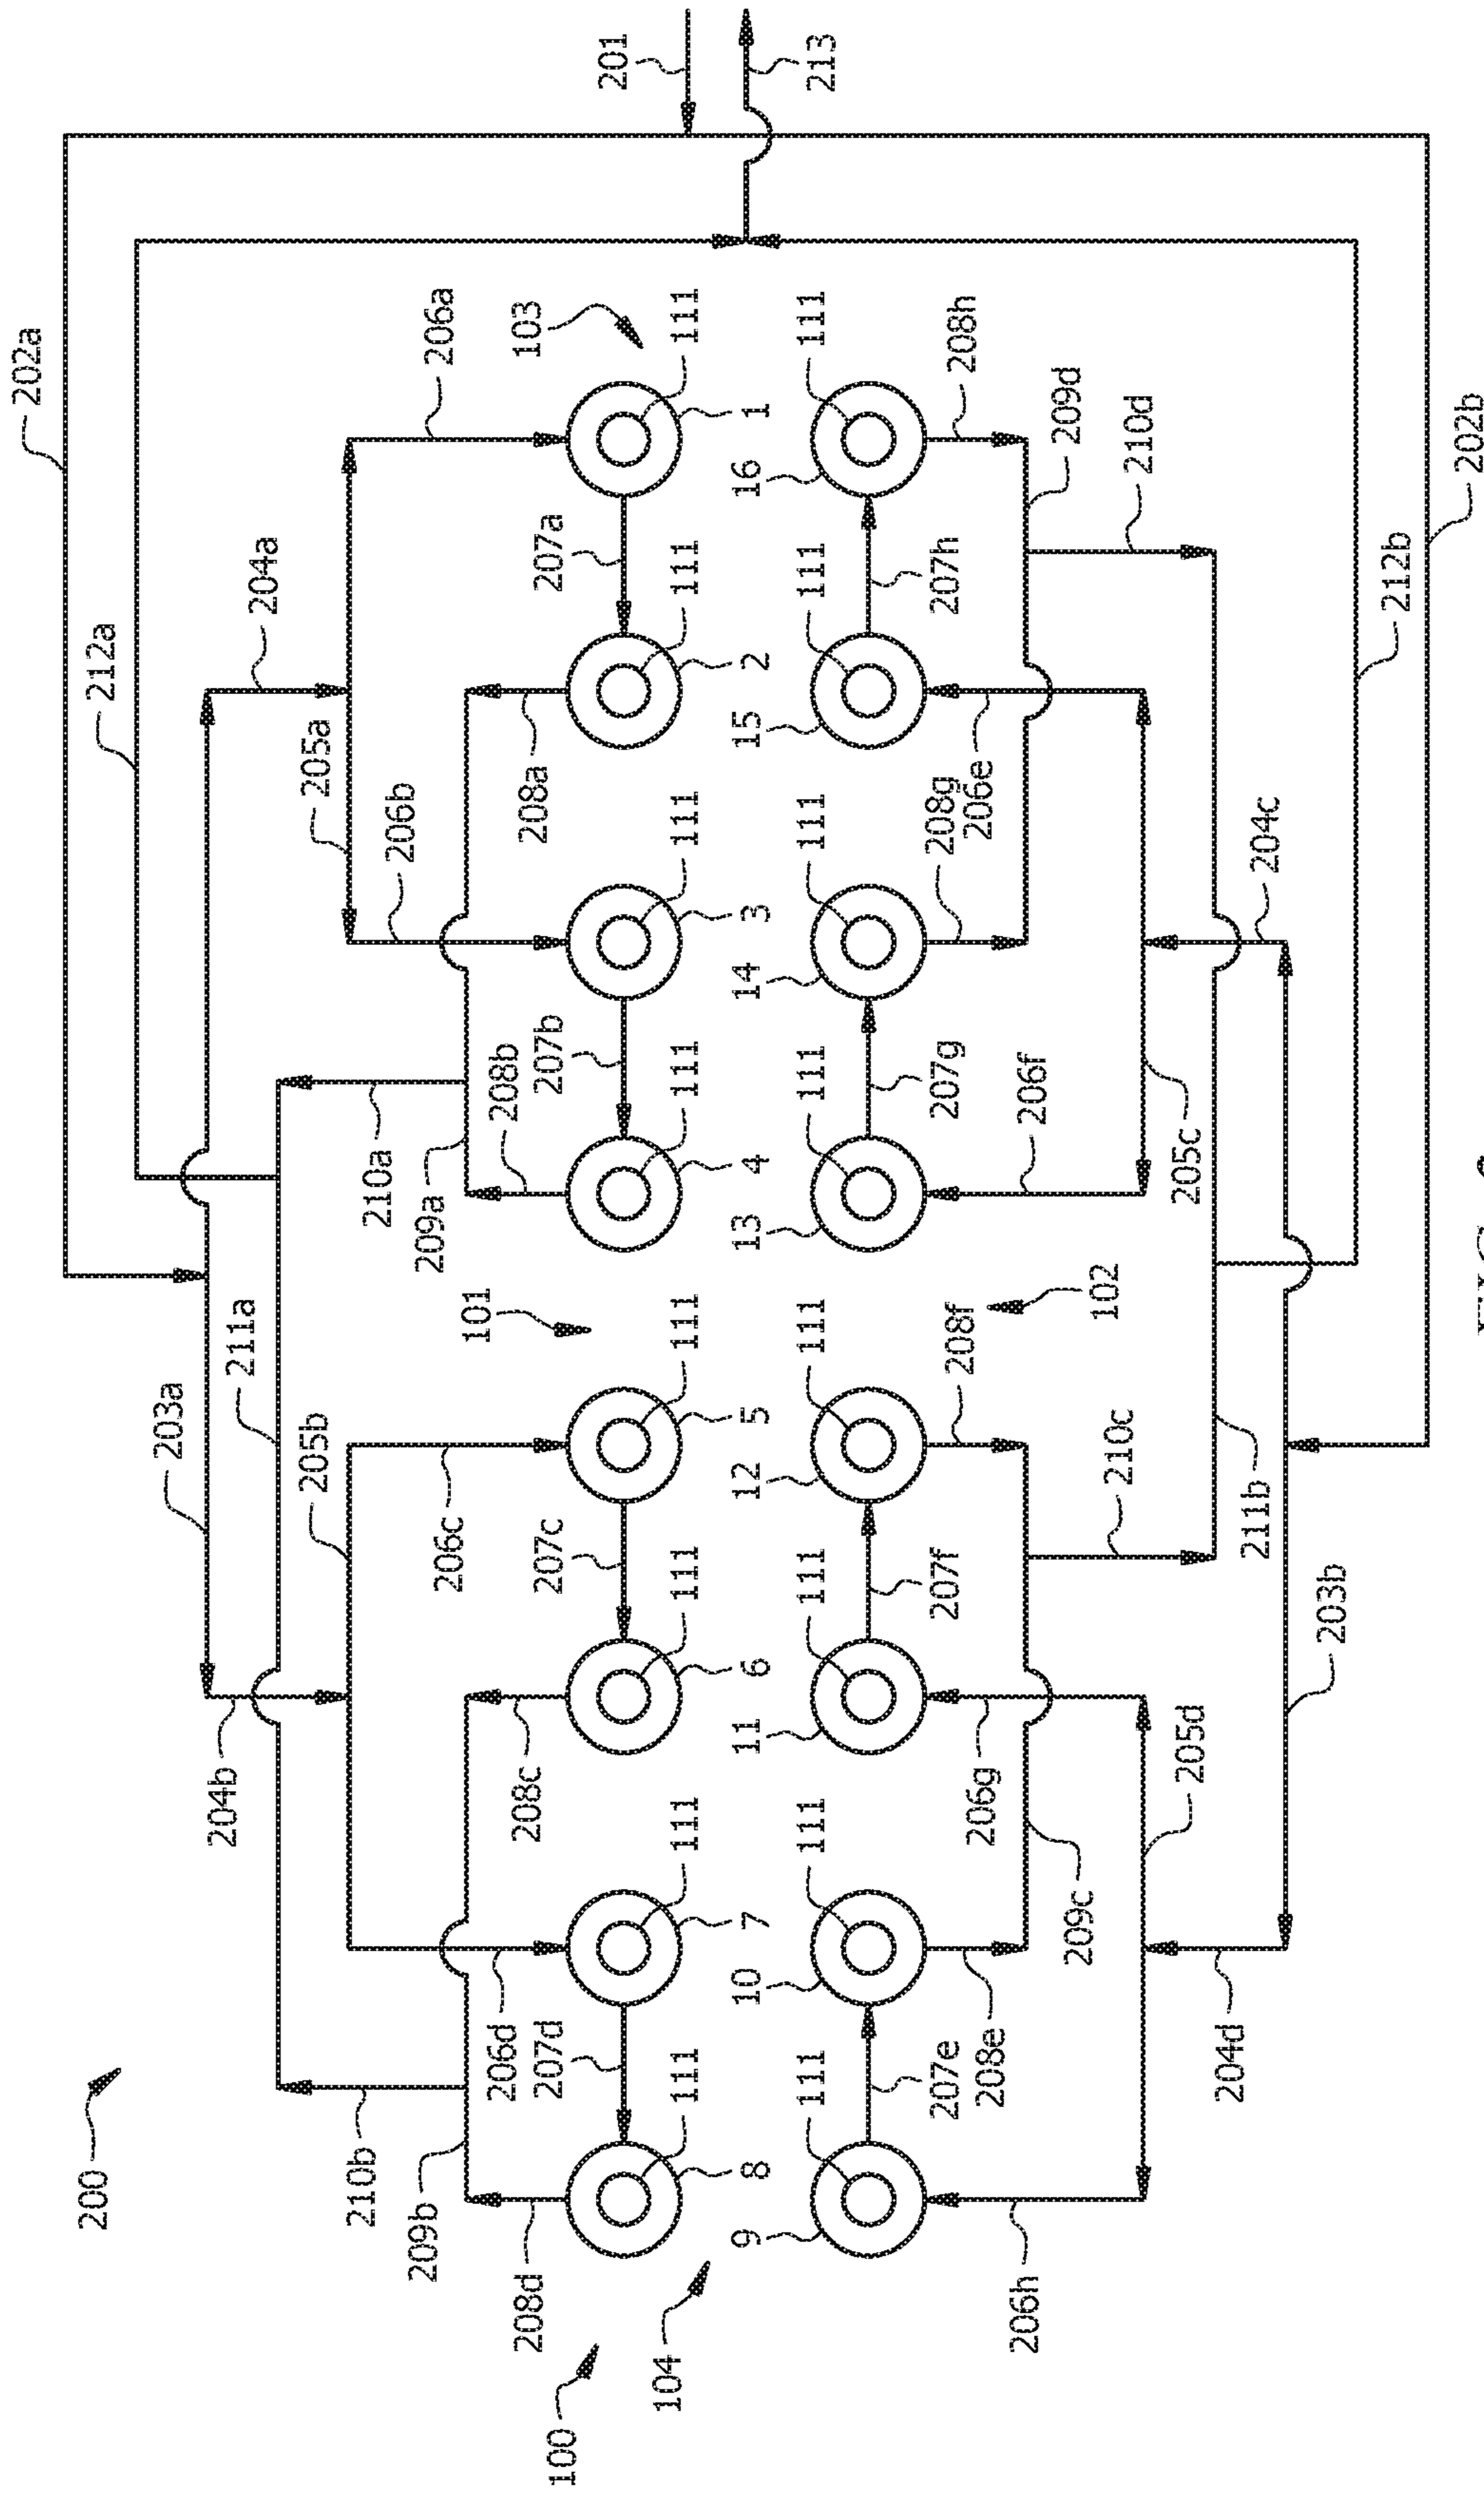 202a
212a
204a
206a
201
213
103
205a
206b
208a
207a
111
111
111
111
1
2
3
4
16
15
14
13
111
111
111
111
207h
208h
209d
210d
208g
206e
204c
212b
202b
203a
211a
205b
210a
209a
208b
207b
101
102
207g
206f
205c
206c
207c
111
111
111
111
5
6
7
8
12
11
10
9
111
111
111
111
208f
207f
210c
211b
203b
204b
208c
206d
207d
206g
205d
209c
207e
208e
204d
200
210b
209b
208d
206h
104
100